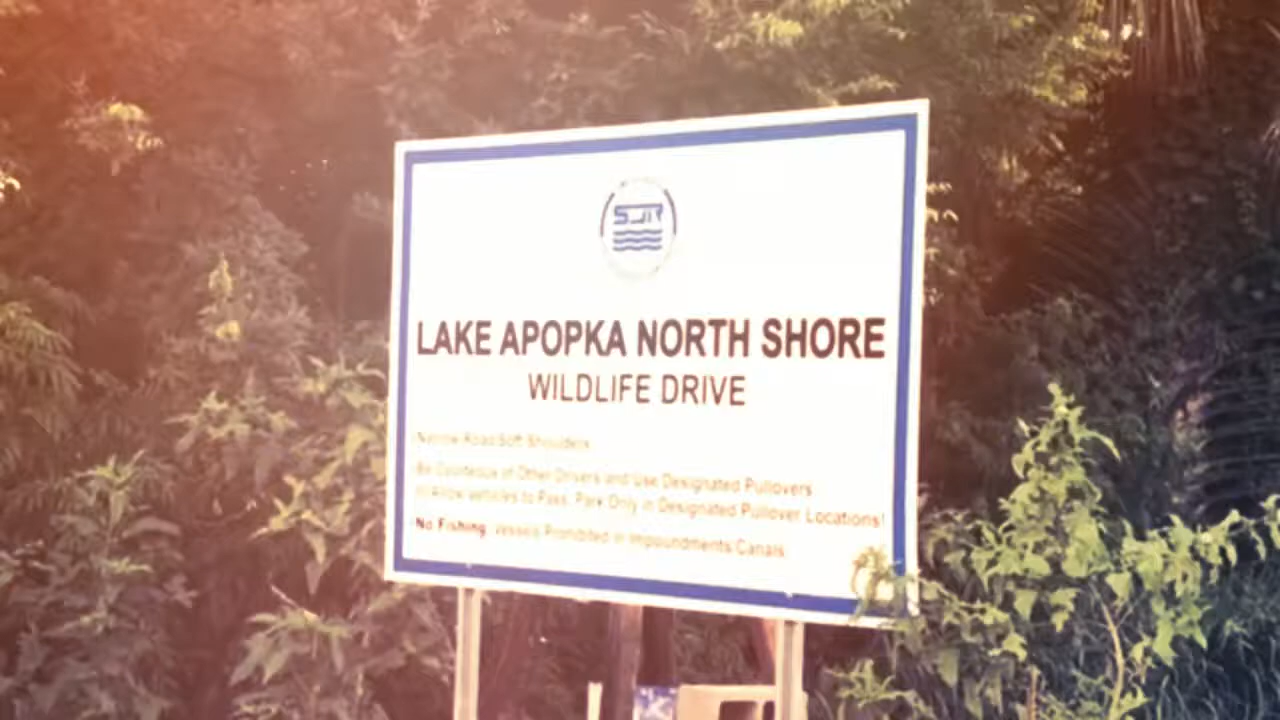 SJR
LAKE APOPKA NORTH SHORE
WILDLIFE DRIVE
Narrow Road Soft Shoulders
Be Courteous of Other Drivers and Use Designated Pullovers
to Allow Vehicles to Pass. Park Only in Designated Pullover Locations!
No Fishing. Vessels Prohibited in Impoundments Canals